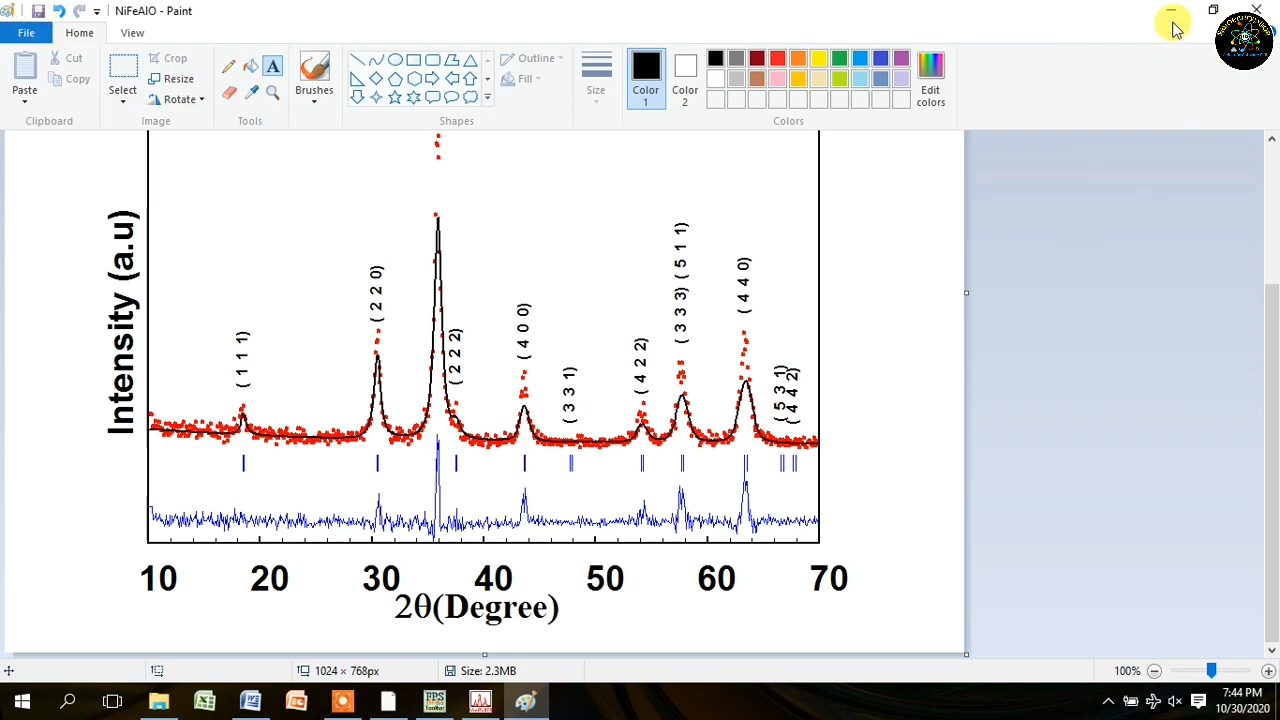 NiFeAlO - Paint
File
Home
View
Paste
Cut
Copy
Clipboard
Select
Crop
Resize
Rotate
Image
A
Tools
Brushes
Outline
Fill
Shapes
Size
Color
1
Color
2
Edit
colors
Colors
Intensity (a.u)
( 1 1 1)
( 2 2 0)
( 2 2 2)
( 4 0 0)
( 3 3 1)
( 4 2 2)
( 3 3 3) ( 5 1 1)
( 4 4 0)
( 5 3 1)
( 4 4 2)
10 20 30 40 50 60 70
2θ(Degree)
1024 × 768px
Size: 2.3MB
100%
7:44 PM
10/30/2020